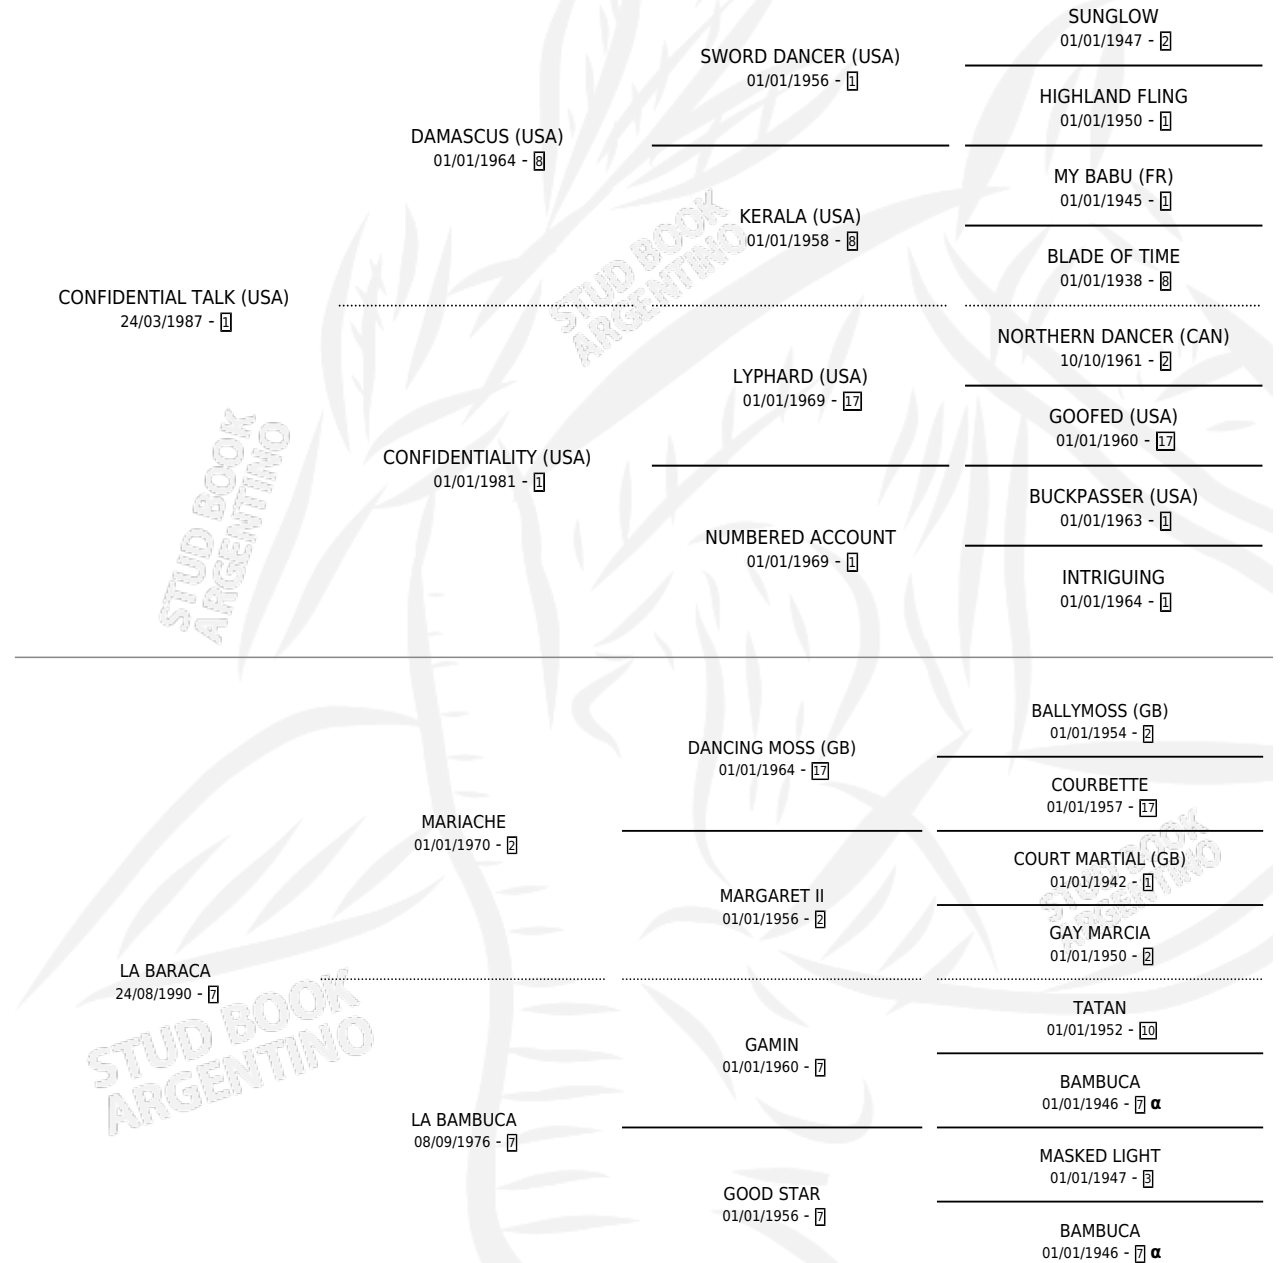 SUNGLOW
01/01/1947 - 2
SWORD DANCER (USA)
01/01/1956 - 1
HIGHLAND FLING
01/01/1950 - 1
DAMASCUS (USA)
01/01/1964 - 8
MY BABU (FR)
01/01/1945 - 1
KERALA (USA)
01/01/1958 - 8
BLADE OF TIME
01/01/1938 - 8
CONFIDENTIAL TALK (USA)
24/03/1987 - 1
NORTHERN DANCER (CAN)
10/10/1961 - 2
LYPHARD (USA)
01/01/1969 - 17
GOOFED (USA)
01/01/1960 - 17
CONFIDENTIALITY (USA)
01/01/1981 - 1
BUCKPASSER (USA)
01/01/1963 - 1
NUMBERED ACCOUNT
01/01/1969 - 1
INTRIGUING
01/01/1964 - 1
BALLYMOSS (GB)
01/01/1954 - 2
DANCING MOSS (GB)
01/01/1964 - 17
COURBETTE
01/01/1957 - 17
MARIACHE
01/01/1970 - 2
COURT MARTIAL (GB)
01/01/1942 - 1
MARGARET II
01/01/1956 - 2
GAY MARCIA
01/01/1950 - 2
LA BARACA
24/08/1990 - 7
TATAN
01/01/1952 - 10
GAMIN
01/01/1960 - 7
BAMBUCA
01/01/1946 - 7 α
LA BAMBUCA
08/09/1976 - 7
MASKED LIGHT
01/01/1947 - 3
GOOD STAR
01/01/1956 - 7
BAMBUCA
01/01/1946 - 7 α
STUD BOOK
ARGENTINO
STUD BOOK
ARGENTINO
STUD BOOK
ARGENTINO
STUD BOOK
ARGENTINO